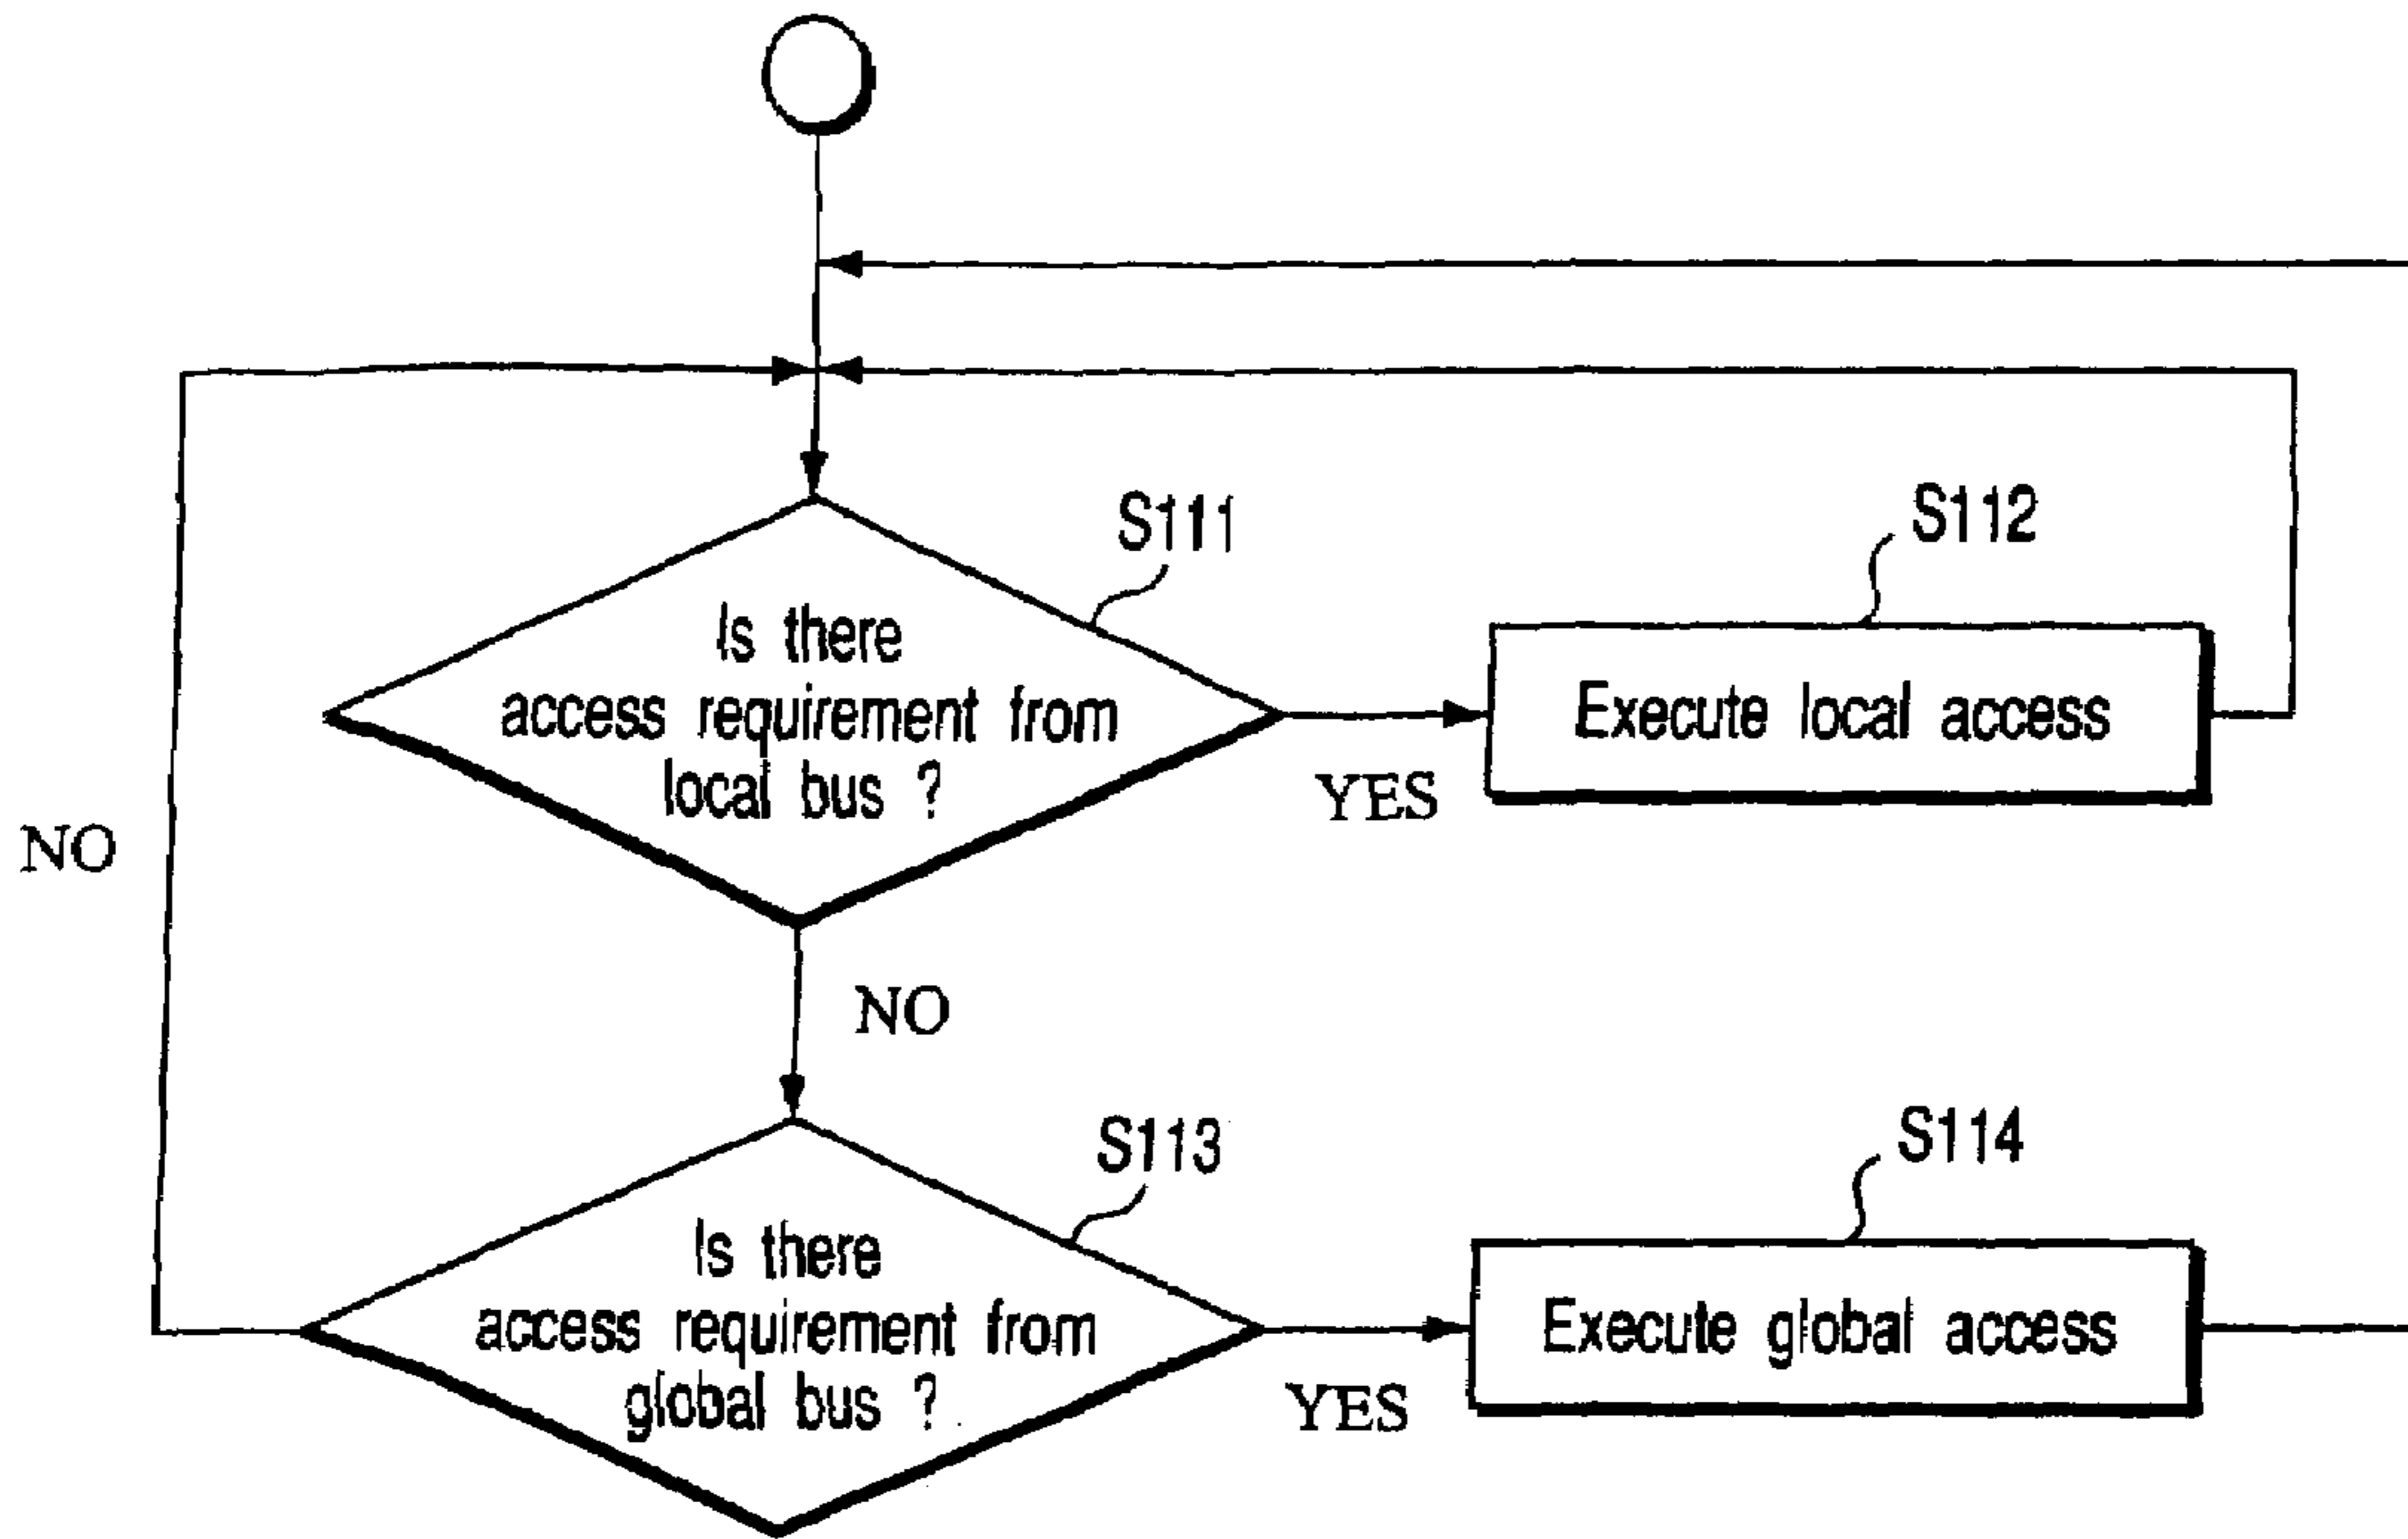 S111
Is there
access requirement from
local bus ?
YES
S112
Execute local access
NO
NO
S113
Is there
access requirement from
global bus ?
YES
S114
Execute global access